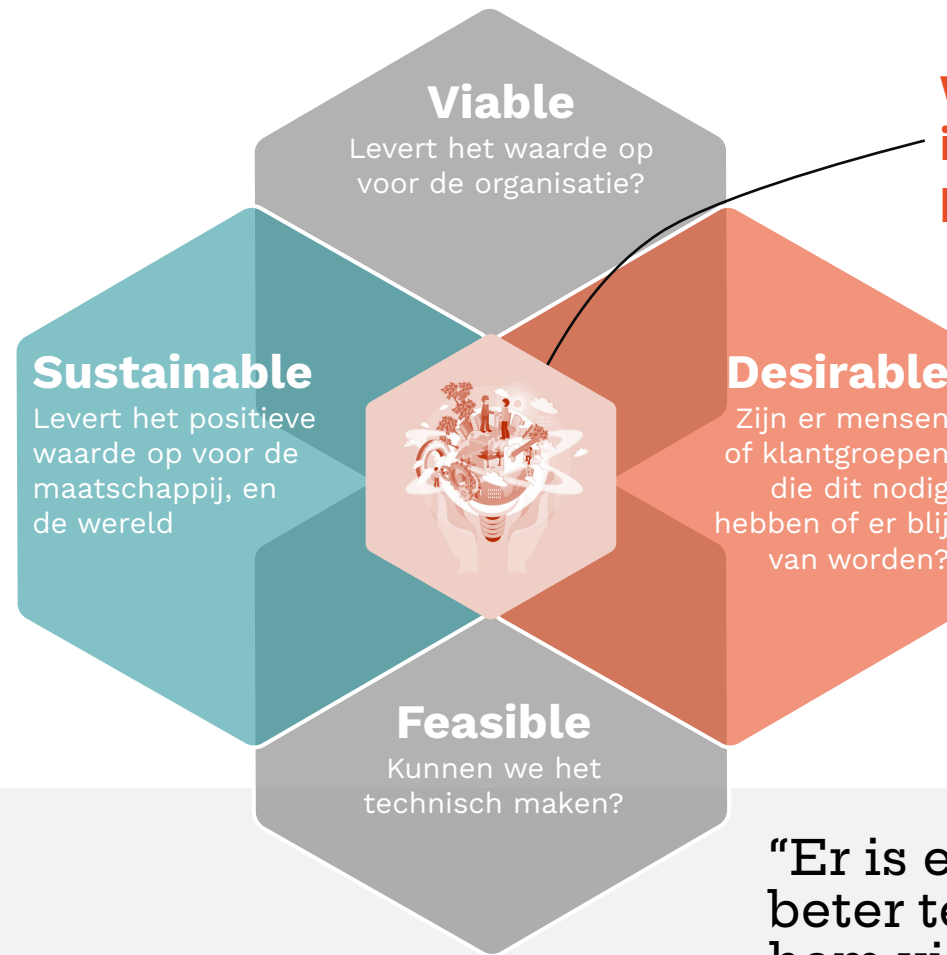 Viable
Levert het waarde op
voor de organisatie?
Sustainable
Levert het positieve
waarde op voor de
maatschappij, en
de wereld
Desirable
Zijn er mensen
of klantgroepen
die dit nodig
hebben of er blij
van worden?
Feasible
Kunnen we het
technisch maken?
“Er is
beter